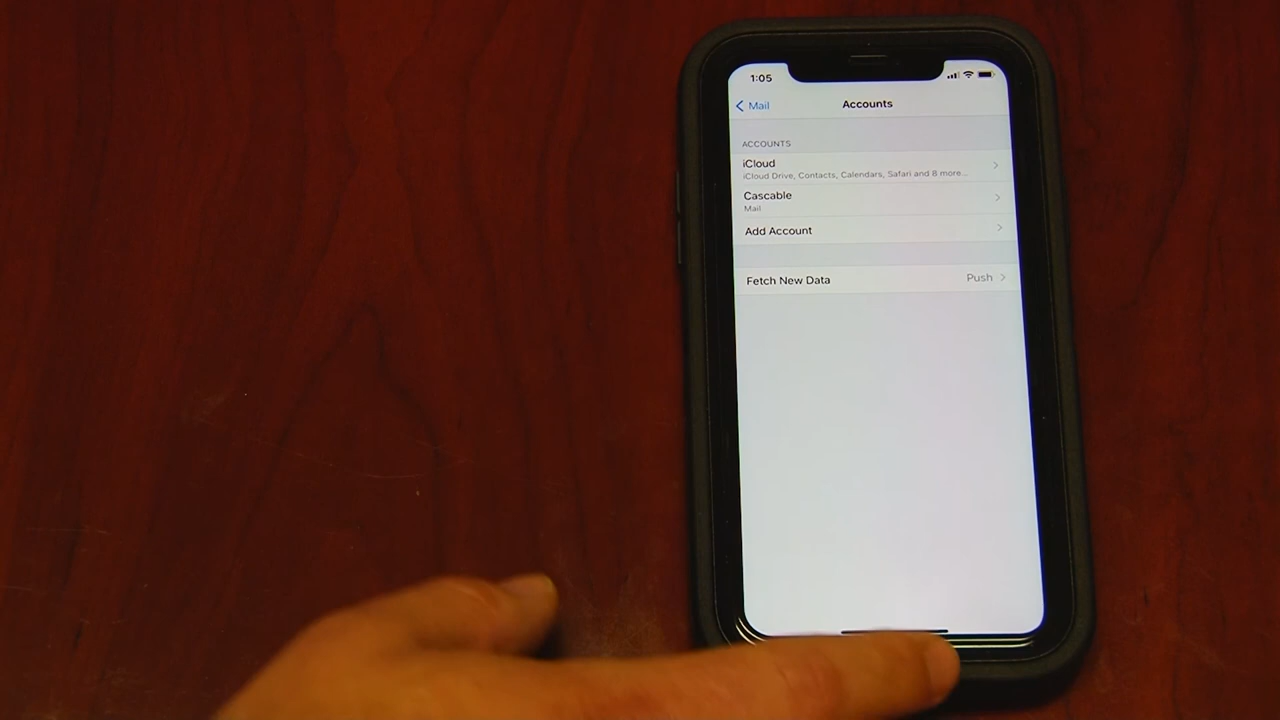 1:05
Mail
Accounts
ACCOUNTS
iCloud
iCloud Drive, Contacts, Calendars, Safari and 8 more...
Cascable
Mail
Add Account
Fetch New Data Push